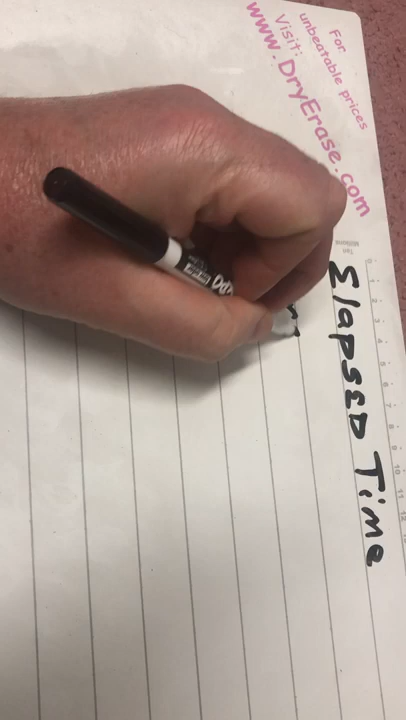 For
unbeatable prices
Visit:
www.DryErase.com
ElapsED Time